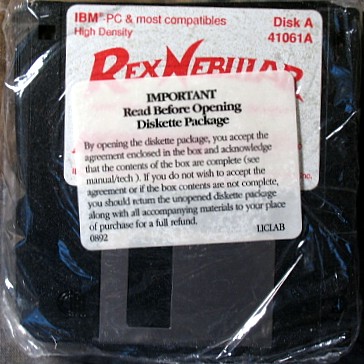 IBM® PC & most compatibles
High Density
Disk A
41061A
REX NEBULAR
IMPORTANT
Read Before Opening
Diskette Package
By opening the diskette package, you accept the
agreement enclosed in the box and acknowledge
that the contents of the box are complete (see
manual/tech ). If you do not wish to accept the
agreement or if the box contents are not complete,
you should return the unopened diskette package
along with all accompanying materials to your place
of purchase for a full refund.
0892
LICLAB